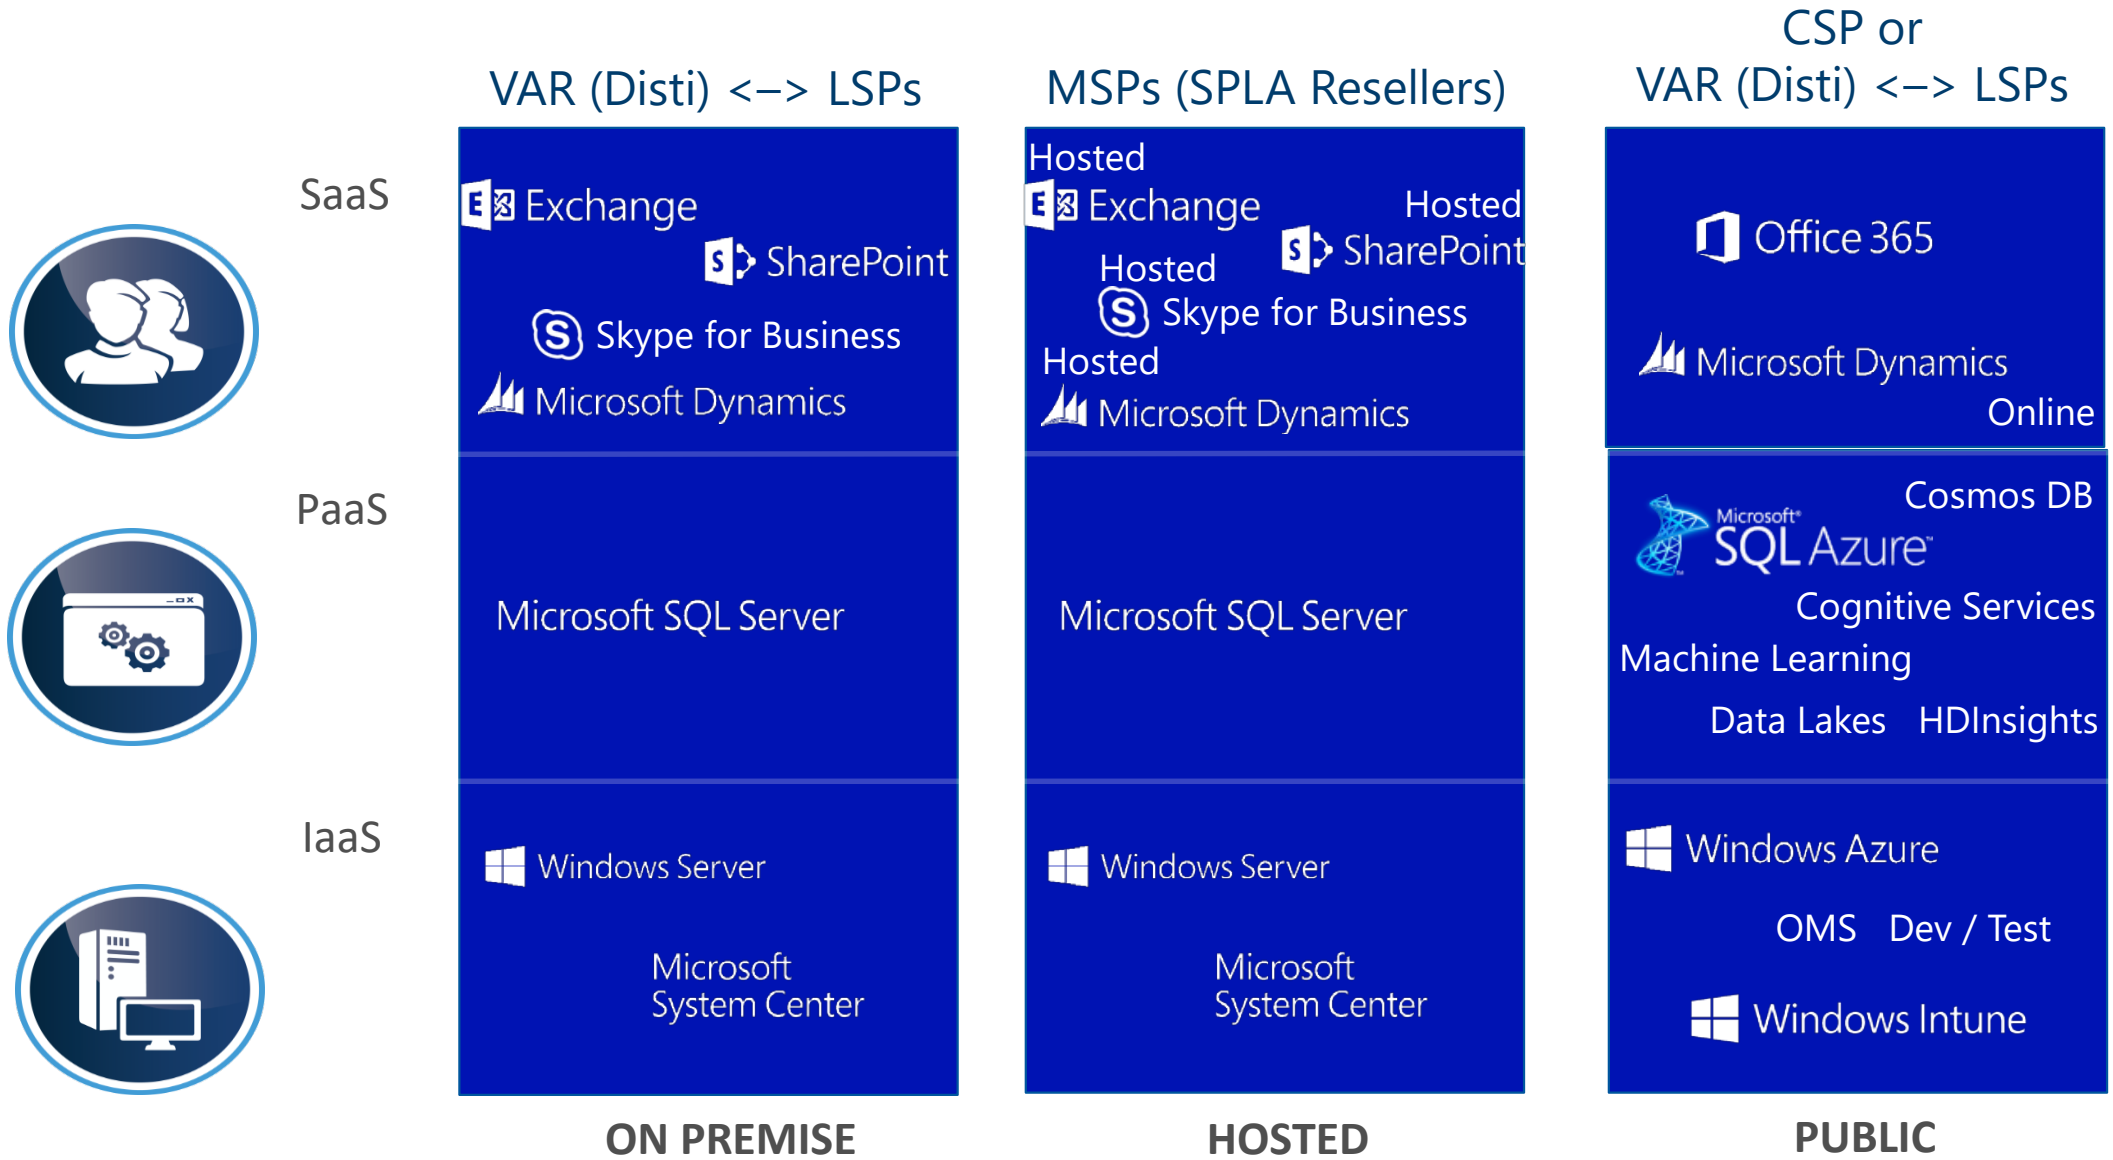 CSP or
VAR (Disti) <–> LSPs
MSPs (SPLA Resellers)
VAR (Disti) <–> LSPs
SaaS
Exchange
SharePoint
Skype for Business
Microsoft Dynamics
Hosted
Exchange
Hosted
SharePoint
Hosted
Skype for Business
Hosted
Microsoft Dynamics
Office 365
Microsoft Dynamics
Online
PaaS
Microsoft SQL Server
Microsoft SQL Server
Cosmos DB
Microsoft®
SQL Azure™
Cognitive Services
Machine Learning
Data Lakes HDInsights
IaaS
Windows Server
Microsoft
System Center
Windows Server
Microsoft
System Center
Windows Azure
OMS Dev / Test
Windows Intune
ON PREMISE
HOSTED
PUBLIC